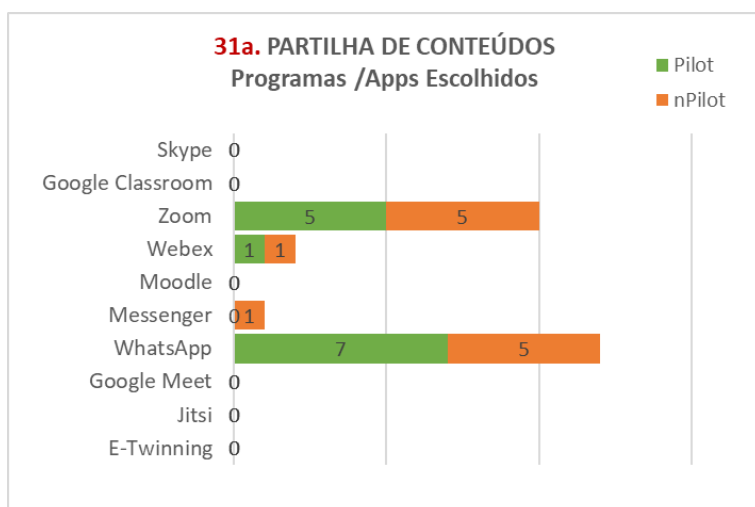 31a. PARTILHA DE CONTEÚDOS
Programas /Apps Escolhidos
Pilot
nPilot
Skype 0
Google Classroom 0
Zoom 5 5
Webex 1 1
Moodle 0
Messenger 0 1
WhatsApp 7 5
Google Meet 0
Jitsi 0
E-Twinning 0